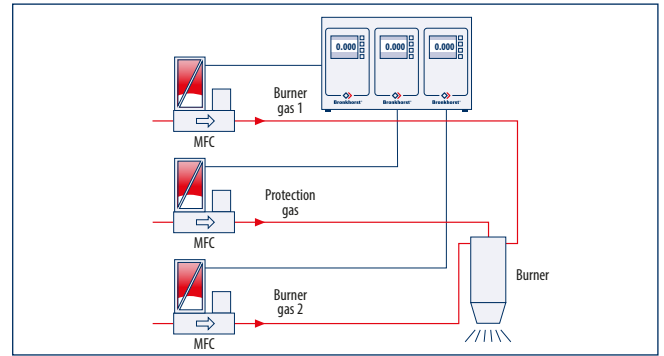 0.000
0.000
0.000
Bronkhorst®
Bronkhorst®
Bronkhorst®
Burner
gas 1
MFC
Protection
gas
MFC
Burner
Burner
gas 2
MFC